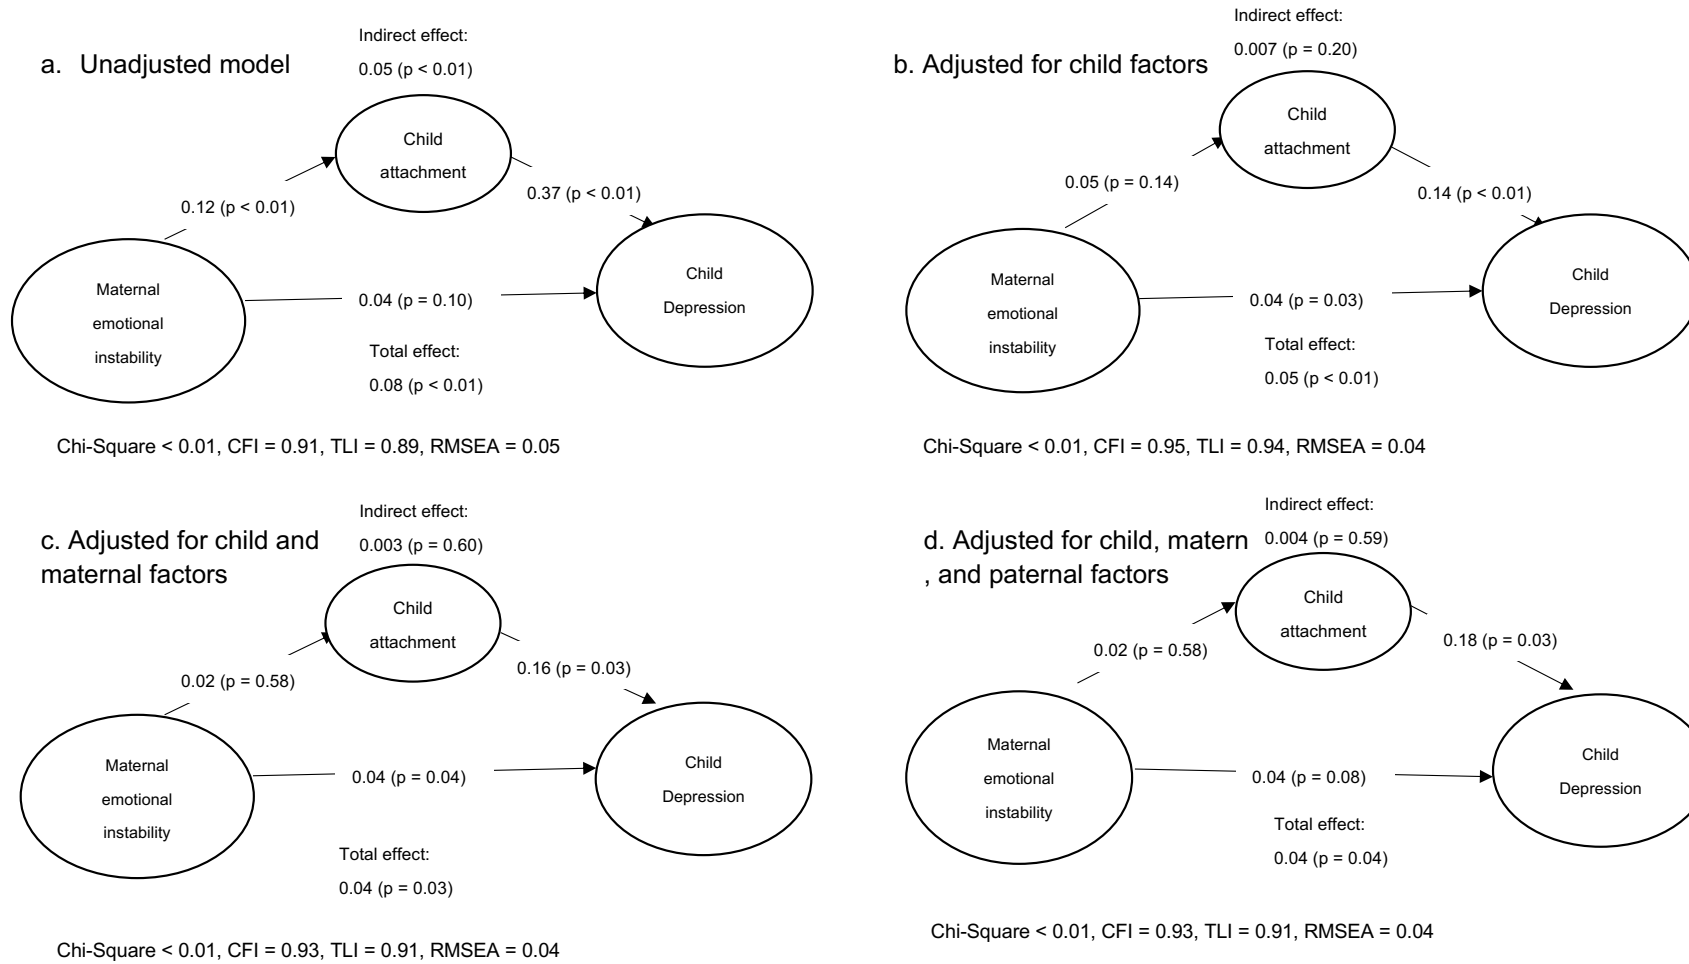 a. Unadjusted model
Indirect effect:
0.05 (p < 0.01)
Child
attachment
0.12 (p < 0.01)
0.37 (p < 0.01)
Maternal
emotional
instability
0.04 (p = 0.10)
Child
Depression
Total effect:
0.08 (p < 0.01)
Chi-Square < 0.01, CFI = 0.91, TLI = 0.89, RMSEA = 0.05
b. Adjusted for child factors
Indirect effect:
0.007 (p = 0.20)
Child
attachment
0.05 (p = 0.14)
0.14 (p < 0.01)
Maternal
emotional
instability
0.04 (p = 0.03)
Child
Depression
Total effect:
0.05 (p < 0.01)
Chi-Square < 0.01, CFI = 0.95, TLI = 0.94, RMSEA = 0.04
c. Adjusted for child and
maternal factors
Indirect effect:
0.003 (p = 0.60)
Child
attachment
0.02 (p = 0.58)
0.16 (p = 0.03)
Maternal
emotional
instability
0.04 (p = 0.04)
Child
Depression
Total effect:
0.04 (p = 0.03)
Chi-Square < 0.01, CFI = 0.93, TLI = 0.91, RMSEA = 0.04
d. Adjusted for child, matern
, and paternal factors
Indirect effect:
0.004 (p = 0.59)
Child
attachment
0.02 (p = 0.58)
0.18 (p = 0.03)
Maternal
emotional
instability
0.04 (p = 0.08)
Child
Depression
Total effect:
0.04 (p = 0.04)
Chi-Square < 0.01, CFI = 0.93, TLI = 0.91, RMSEA = 0.04